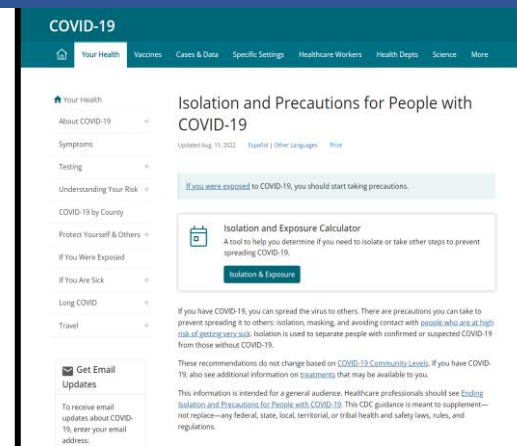 COVID-19
Your Health
Vaccines
Cases & Data
Specific Settings
Healthcare Workers
Health Depts
Science
More
Your Health
About COVID-19 +
Symptoms
Testing +
Understanding Your Risk +
COVID-19 by County
Protect Yourself & Others +
If You Were Exposed
If You Are Sick +
Long COVID +
Travel +
Get Email
Updates
To receive email
updates about COVID-
19, enter your email
address:
Isolation and Precautions for People with
COVID-19
Updated Aug. 11, 2022 Español | Other Languages Print
If you were exposed to COVID-19, you should start taking precautions.
Isolation and Exposure Calculator
A tool to help you determine if you need to isolate or take other steps to prevent
spreading COVID-19.
Isolation & Exposure
If you have COVID-19, you can spread the virus to others. There are precautions you can take to
prevent spreading it to others: isolation, masking, and avoiding contact with people who are at high
risk of getting very sick. Isolation is used to separate people with confirmed or suspected COVID-19
from those without COVID-19.
These recommendations do not change based on COVID-19 Community Levels. If you have COVID-
19, also see additional information on treatments that may be available to you.
This information is intended for a general audience. Healthcare professionals should see Ending
Isolation and Precautions for People with COVID-19. This CDC guidance is meant to supplement—
not replace—any federal, state, local, territorial, or tribal health and safety laws, rules, and
regulations.